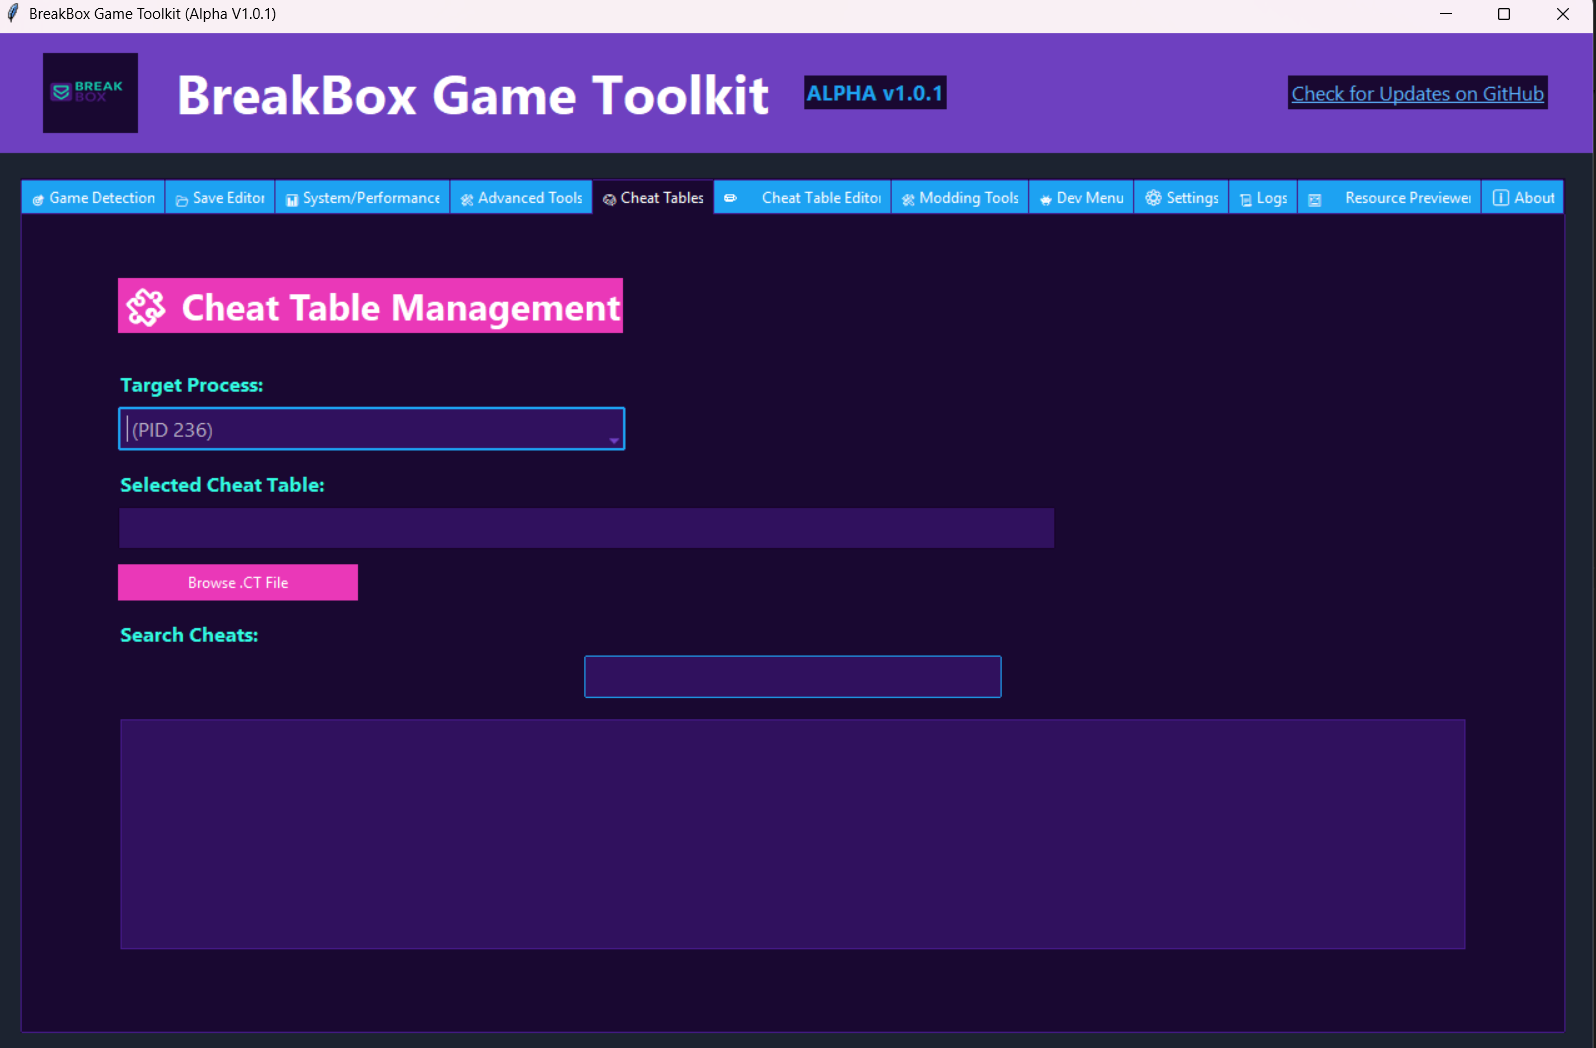 BreakBox Game Toolkit (Alpha V1.0.1)
BREAK
BOX
BreakBox Game Toolkit
ALPHA v1.0.1
Check for Updates on GitHub
Game Detection
Save Editor
System/Performance
Advanced Tools
Cheat Tables
Cheat Table Editor
Modding Tools
Dev Menu
Settings
Logs
Resource Previewer
About
Cheat Table Management
Target Process:
(PID 236)
Selected Cheat Table:
Browse .CT File
Search Cheats: